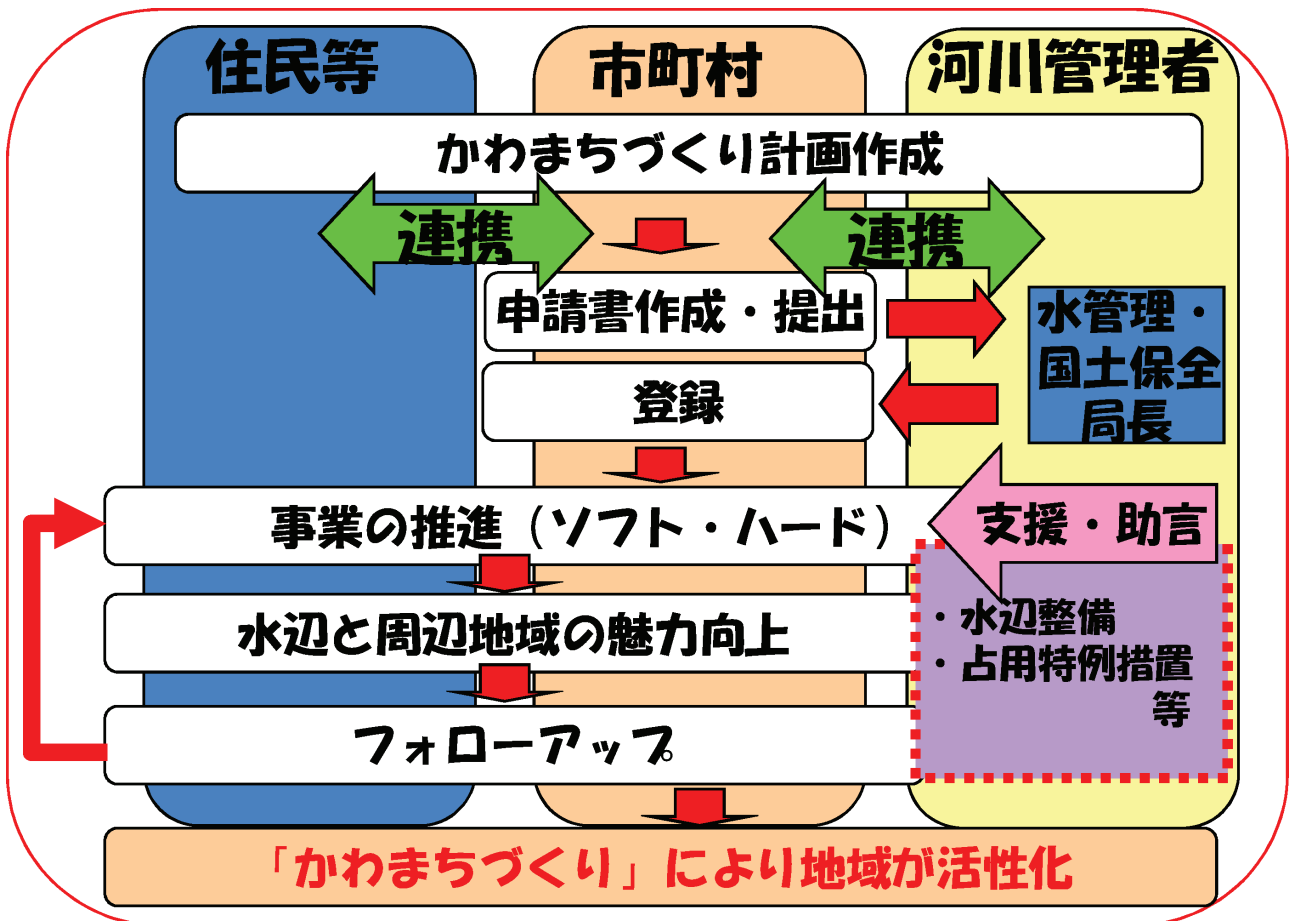 住民等
市町村
河川管理者
かわまちづくり計画作成
連携
連携
申請書作成・提出
水管理・
国土保全
局長
登録
事業の推進（ソフト・ハード）
支援・助言
水辺と周辺地域の魅力向上
・水辺整備
・占用特例措置
等
フォローアップ
「かわまちづくり」により地域が活性化